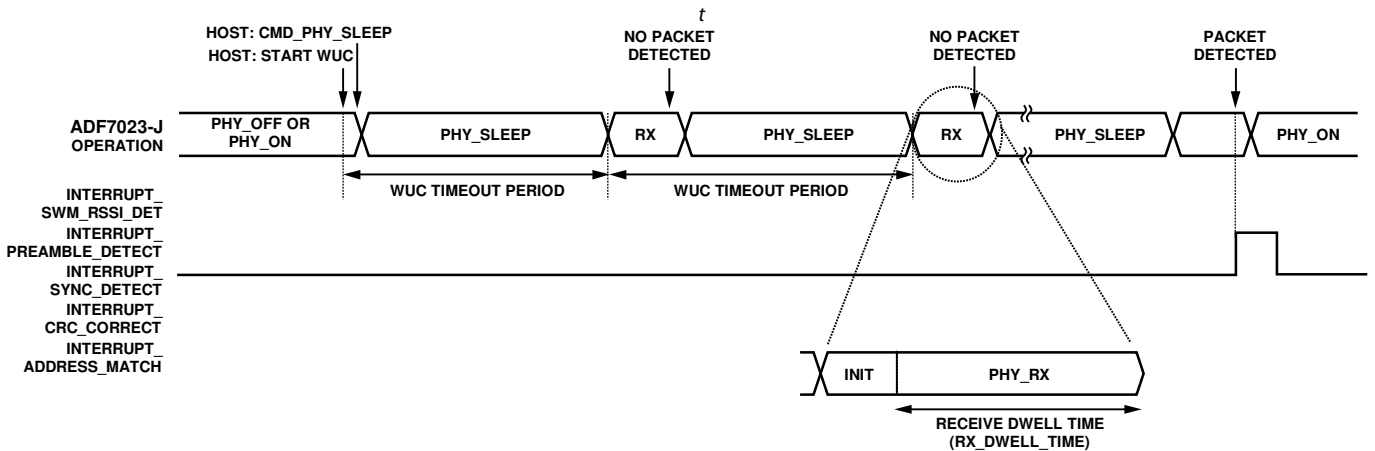 t
HOST: CMD_PHY_SLEEP
HOST: START WUC
NO PACKET
DETECTED
NO PACKET
DETECTED
PACKET
DETECTED
ADF7023-J
OPERATION
PHY_OFF OR
PHY_ON
PHY_SLEEP
RX
PHY_SLEEP
RX
PHY_SLEEP
PHY_ON
WUC TIMEOUT PERIOD
WUC TIMEOUT PERIOD
INTERRUPT_
SWM_RSSI_DET
INTERRUPT_
PREAMBLE_DETECT
INTERRUPT_
SYNC_DETECT
INTERRUPT_
CRC_CORRECT
INTERRUPT_
ADDRESS_MATCH
INIT
PHY_RX
RECEIVE DWELL TIME
(RX_DWELL_TIME)